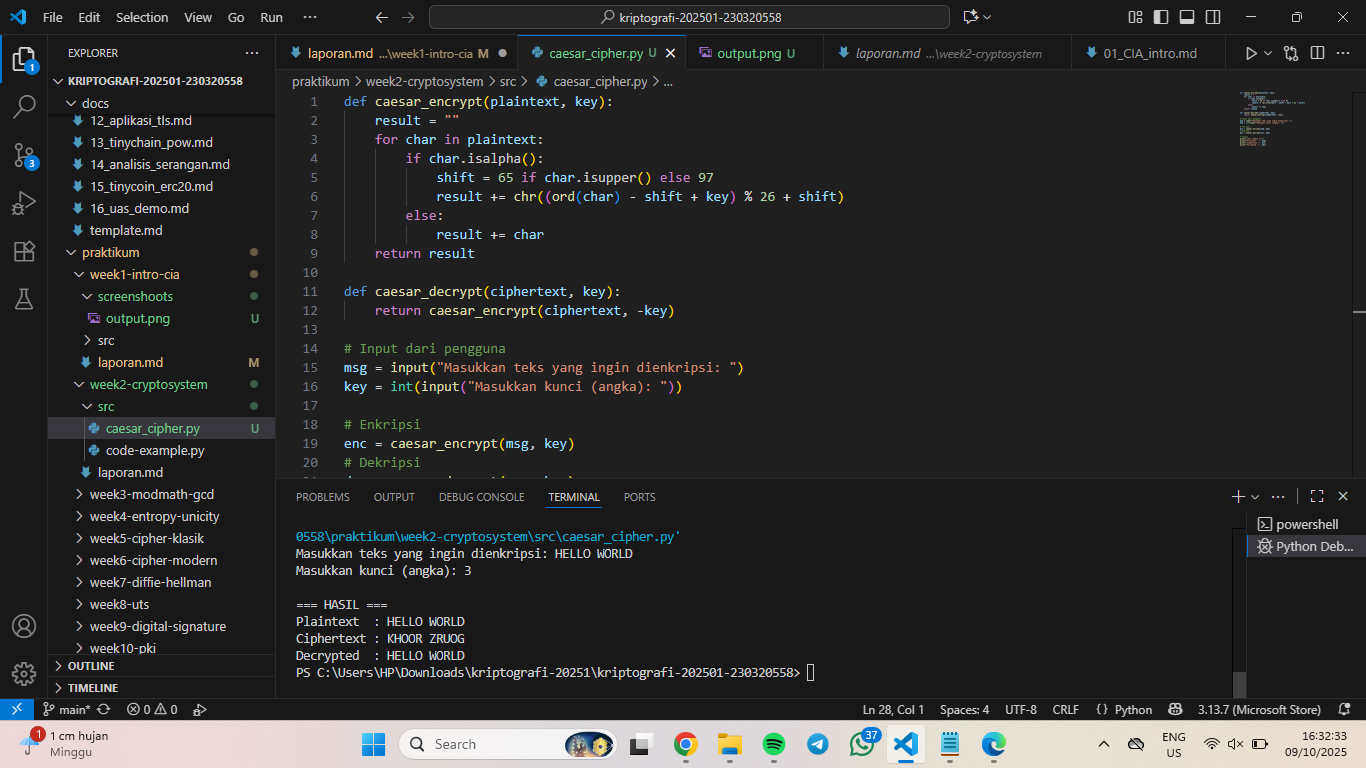 File Edit Selection View Go Run ···
kriptografi-202501-230320558
EXPLORER
KRIPTOGRAFI-202501-230320558
docs
12_aplikasi_tls.md
13_tinychain_pow.md
14_analisis_serangan.md
15_tinycoin_erc20.md
16_uas_demo.md
template.md
praktikum
week1-intro-cia
screenshoots
output.png U
src
laporan.md M
week2-cryptosystem
src
caesar_cipher.py U
code-example.py
laporan.md
week3-modmath-gcd
week4-entropy-unicity
week5-cipher-klasik
week6-cipher-modern
week7-diffie-hellman
week8-uts
week9-digital-signature
week10-pki
OUTLINE
TIMELINE
1
3
laporan.md ...\week1-intro-cia M
caesar_cipher.py U
output.png U
laporan.md ...\week2-cryptosystem
01_CIA_intro.md
praktikum > week2-cryptosystem > src > caesar_cipher.py > ...
1 def caesar_encrypt(plaintext, key):
2 result = ""
3 for char in plaintext:
4 if char.isalpha():
5 shift = 65 if char.isupper() else 97
6 result += chr((ord(char) - shift + key) % 26 + shift)
7 else:
8 result += char
9 return result
10
11 def caesar_decrypt(ciphertext, key):
12 return caesar_encrypt(ciphertext, -key)
13
14 # Input dari pengguna
15 msg = input("Masukkan teks yang ingin dienkripsi: ")
16 key = int(input("Masukkan kunci (angka): "))
17
18 # Enkripsi
19 enc = caesar_encrypt(msg, key)
20 # Dekripsi
PROBLEMS OUTPUT DEBUG CONSOLE TERMINAL PORTS
0558\praktikum\week2-cryptosystem\src\caesar_cipher.py'
Masukkan teks yang ingin dienkripsi: HELLO WORLD
Masukkan kunci (angka): 3
=== HASIL ===
Plaintext  : HELLO WORLD
Ciphertext : KHOOR ZRUOG
Decrypted  : HELLO WORLD
PS C:\Users\HP\Downloads\kriptografi-20251\kriptografi-202501-230320558>
powershell
Python Deb...
main* 0 0
Ln 28, Col 1 Spaces: 4 UTF-8 CRLF {} Python 3.13.7 (Microsoft Store)
1
1 cm hujan
Minggu
Search
37
ENG
US
16:32:33
09/10/2025